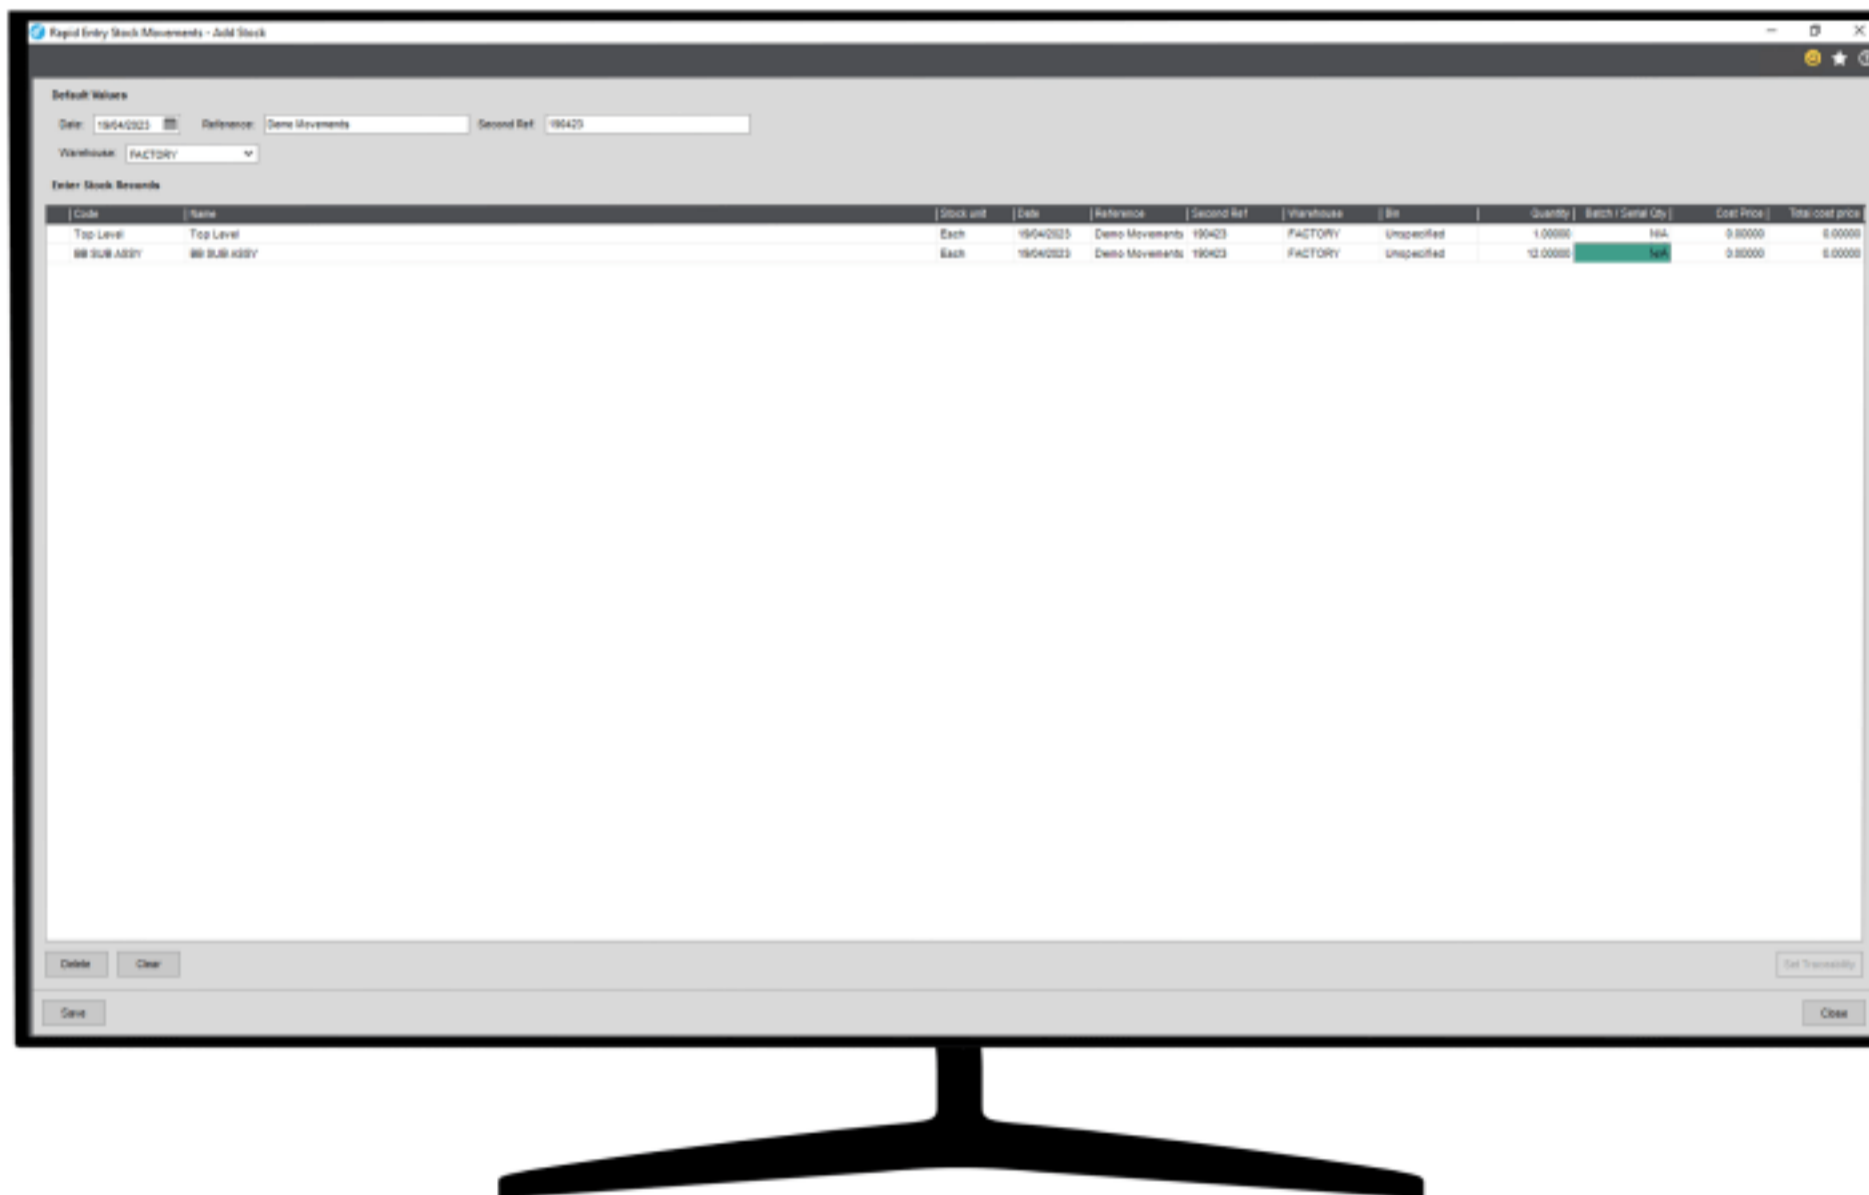 Rapid Entry Stock Movements - Add Stock
Default Values
Date: 19/04/2023 Reference: Demo Movements Second Ref: 190423
Warehouse: FACTORY
Enter Stock Records
Code Name Stock unit Date Reference Second Ref Warehouse Bin Quantity Batch / Serial Qty Cost Price Total cost price
Top Level Top Level Each 19/04/2023 Demo Movements 190423 FACTORY Unspecified 1.00000 N/A 0.00000 0.00000
BB SUB ASSY BB SUB ASSY Each 19/04/2023 Demo Movements 190423 FACTORY Unspecified 12.00000 N/A 0.00000 0.00000
Delete Clear Set Traceability
Save Close